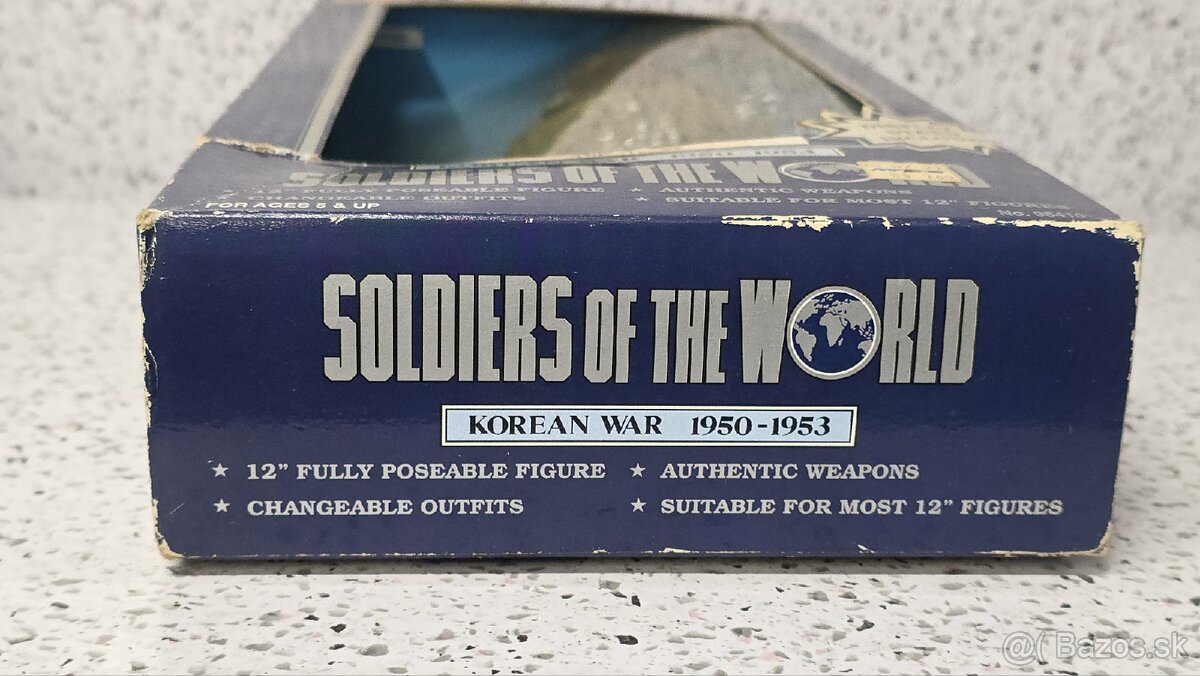 SOLDIERS OF THE WORLD
FULLY POSEABLE FIGURE ★ AUTHENTIC WEAPONS
CHANGEABLE OUTFITS ★ SUITABLE FOR MOST 12" FIGURES
FOR AGES 5 & UP
SOLDIERS OF THE WORLD
KOREAN WAR 1950-1953
★ 12" FULLY POSEABLE FIGURE ★ AUTHENTIC WEAPONS
★ CHANGEABLE OUTFITS ★ SUITABLE FOR MOST 12" FIGURES
@( Bazos.sk